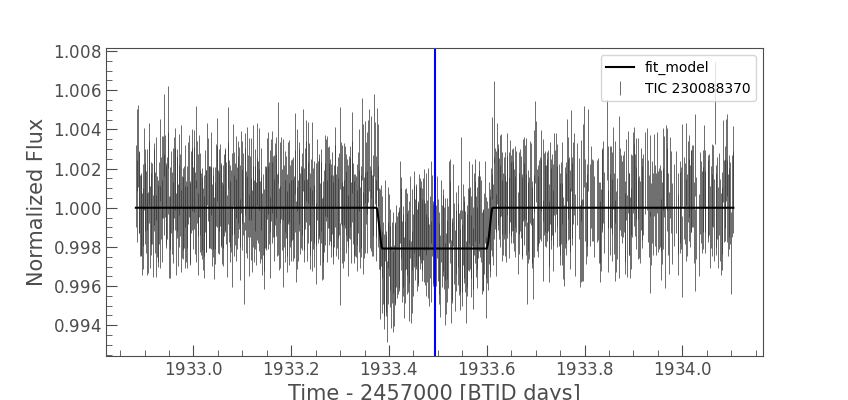 1.008
1.006
1.004
1.002
1.000
0.998
0.996
0.994
Normalized Flux
fit_model
TIC 230088370
1933.0 1933.2 1933.4 1933.6 1933.8 1934.0
Time - 2457000 [BTJD days]